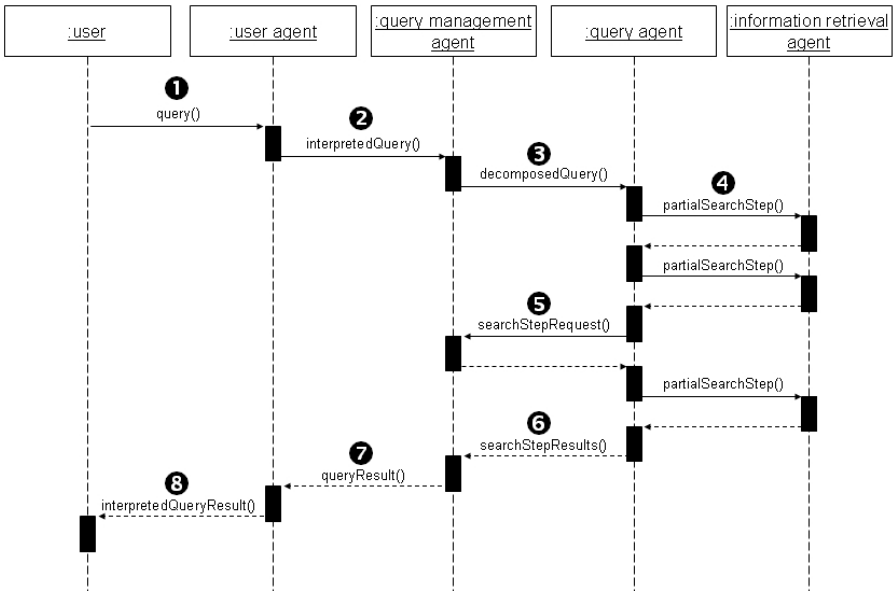 :user
:user agent
:query management
agent
:query agent
:information retrieval
agent
1
query()
2
interpretedQuery()
3
decomposedQuery()
4
partialSearchStep()
partialSearchStep()
5
searchStepRequest()
partialSearchStep()
6
searchStepResults()
7
queryResult()
8
interpretedQueryResult()